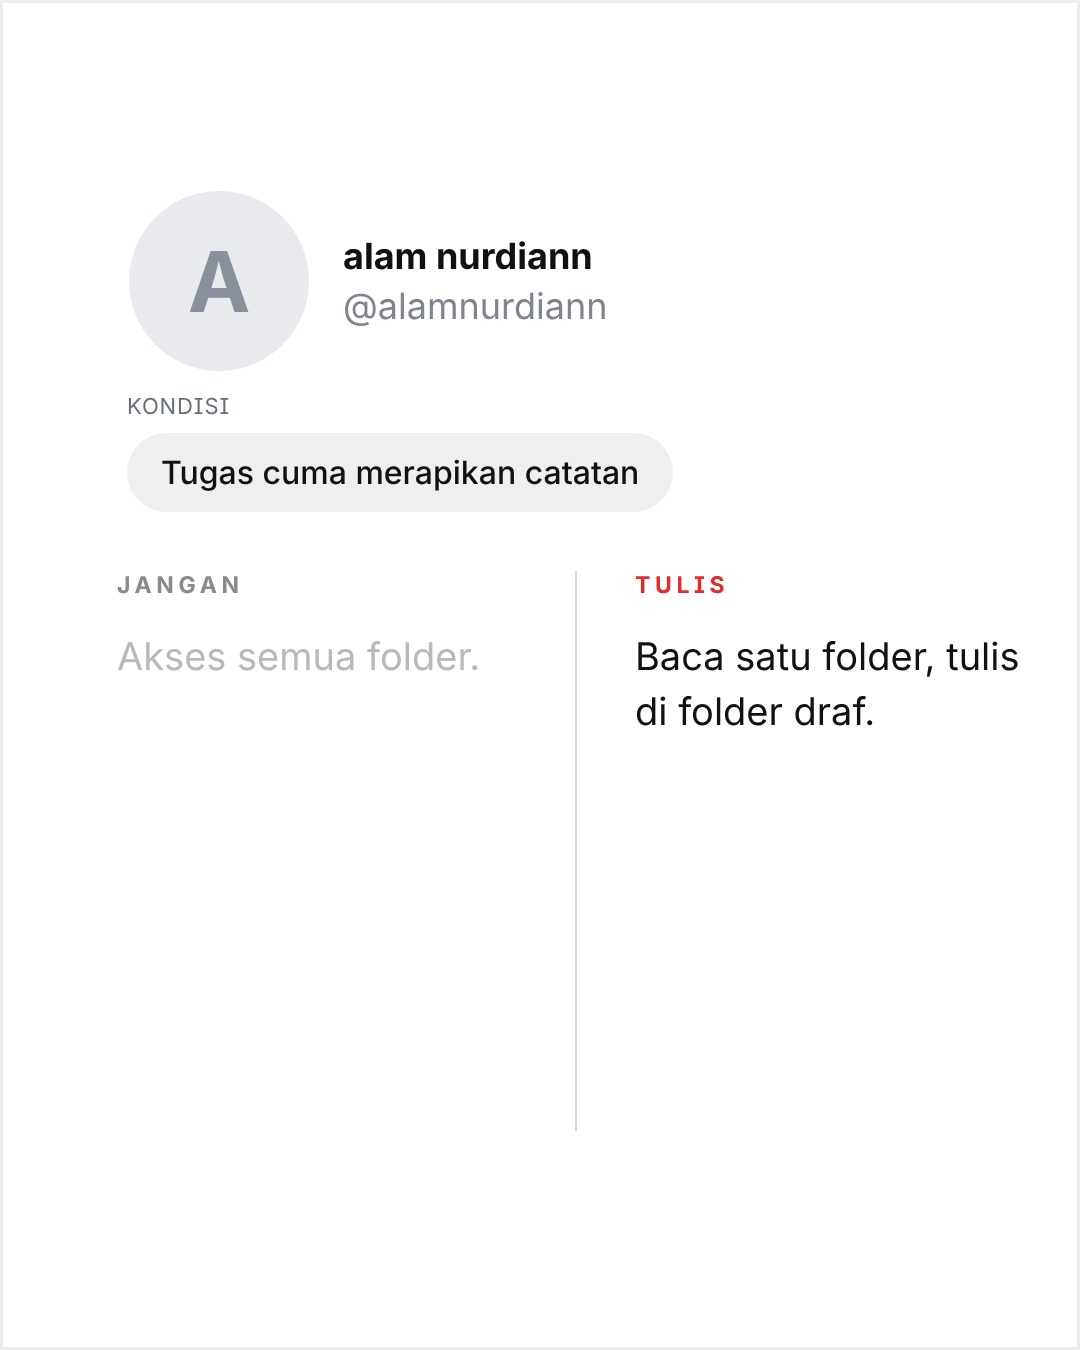 A
alam nurdiann
@alamnurdiann
KONDISI
Tugas cuma merapikan catatan
JANGAN
Akses semua folder.
TULIS
Baca satu folder, tulis
di folder draf.